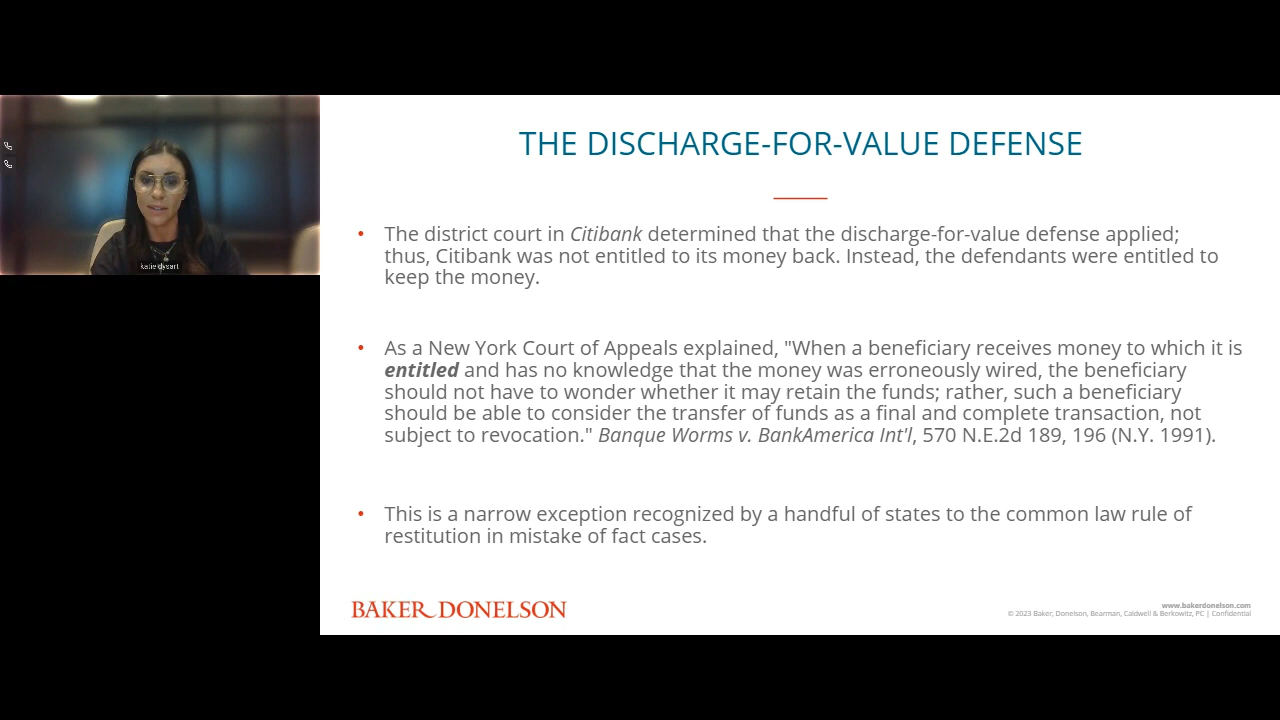 katie dysart
THE DISCHARGE-FOR-VALUE DEFENSE
• The district court in Citibank determined that the discharge-for-value defense applied;
thus, Citibank was not entitled to its money back. Instead, the defendants were entitled to
keep the money.
• As a New York Court of Appeals explained, "When a beneficiary receives money to which it is
entitled and has no knowledge that the money was erroneously wired, the beneficiary
should not have to wonder whether it may retain the funds; rather, such a beneficiary
should be able to consider the transfer of funds as a final and complete transaction, not
subject to revocation." Banque Worms v. BankAmerica Int'l, 570 N.E.2d 189, 196 (N.Y. 1991).
• This is a narrow exception recognized by a handful of states to the common law rule of
restitution in mistake of fact cases.
BAKER DONELSON
www.bakerdonelson.com
© 2023 Baker, Donelson, Bearman, Caldwell & Berkowitz, PC | Confidential